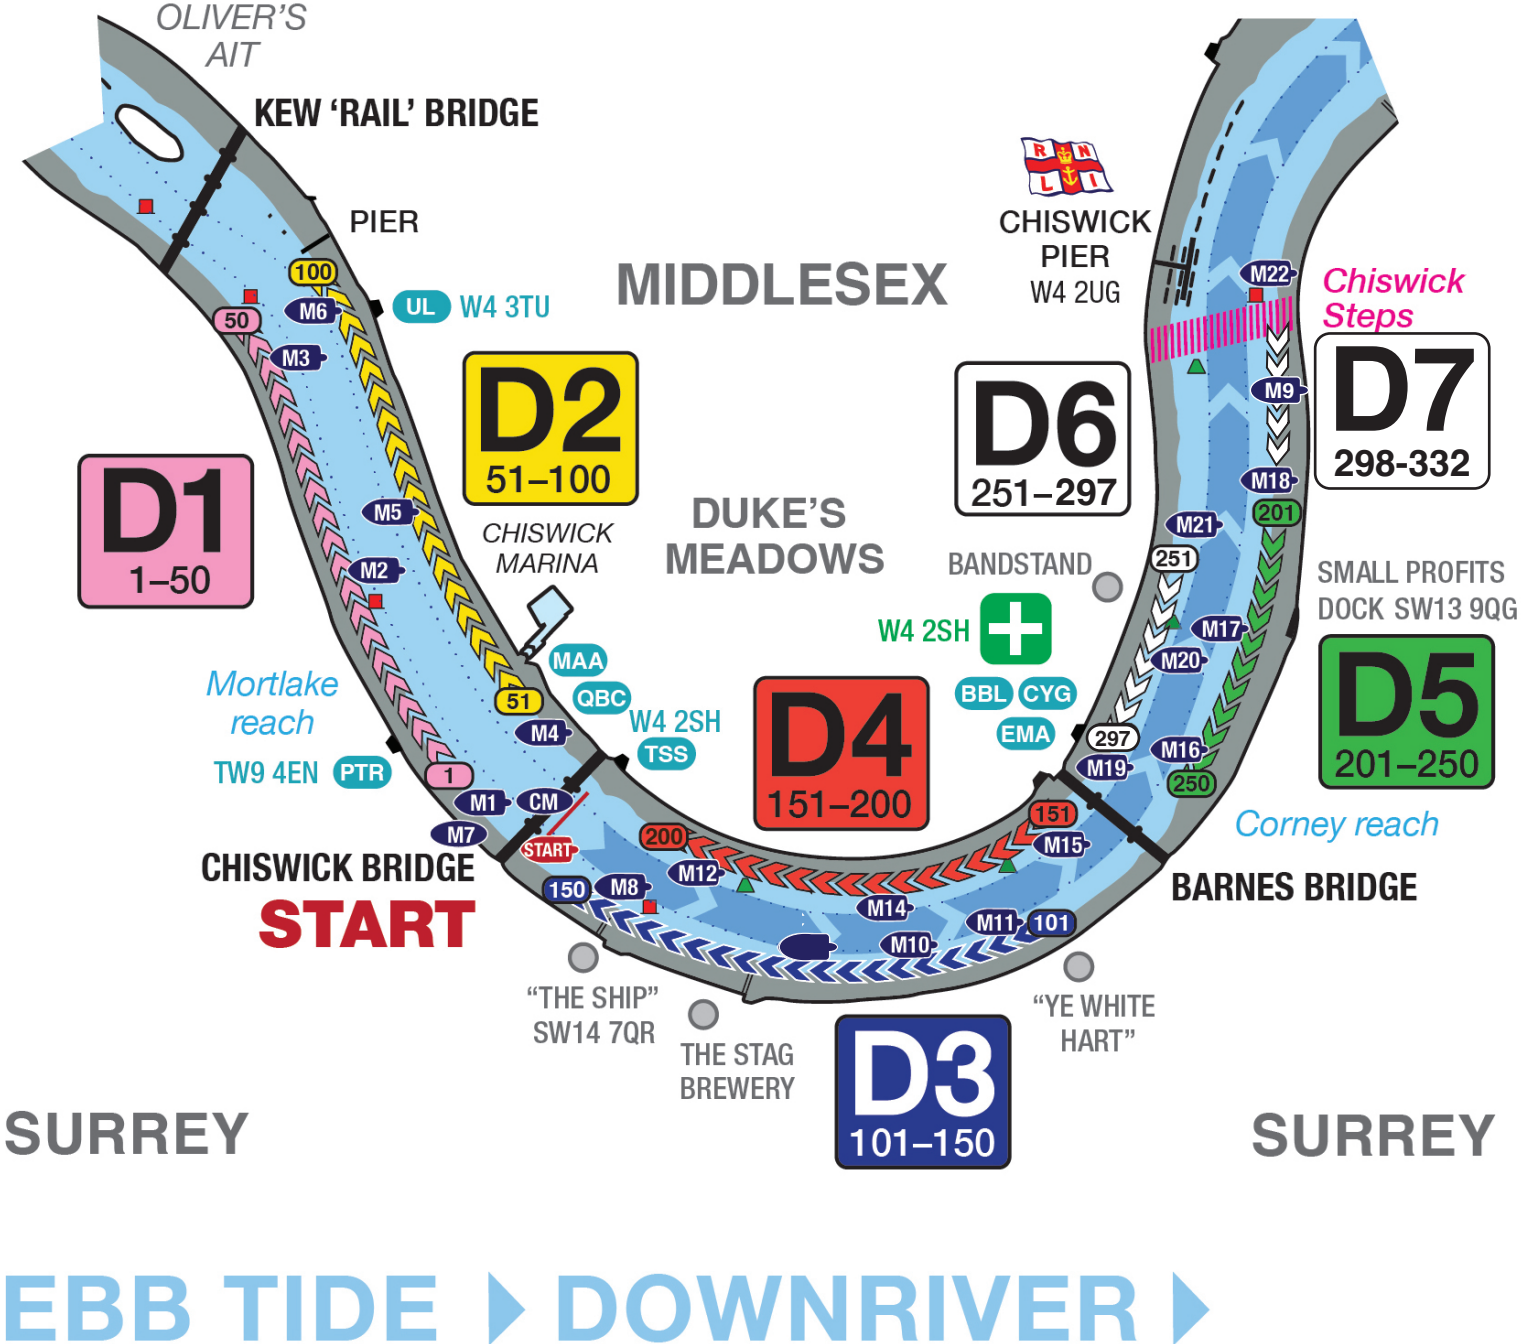 OLIVER'S
AIT
KEW ‘RAIL’ BRIDGE
PIER
100
M6
50
M3
UL W4 3TU
MIDDLESEX
R N
L I
CHISWICK
PIER
W4 2UG
M22
Chiswick
Steps
D1
1–50
D2
51–100
M5
M2
CHISWICK
MARINA
DUKE'S
MEADOWS
D6
251–297
M9
D7
298-332
M18
201
M21
251
BANDSTAND
SMALL PROFITS
DOCK SW13 9QG
W4 2SH
M17
M20
BBL CYG
EMA
297
M19
M16
250
D5
201–250
Corney reach
MAA
QBC
W4 2SH
TSS
51
M4
Mortlake
reach
TW9 4EN PTR
1
M1
CM
M7
START
CHISWICK BRIDGE
START
D4
151–200
200
151
M15
M12
150
M8
M14
M11
101
M10
BARNES BRIDGE
“THE SHIP”
SW14 7QR
THE STAG
BREWERY
“YE WHITE
HART”
D3
101–150
SURREY
SURREY
EBB TIDE DOWNRIVER